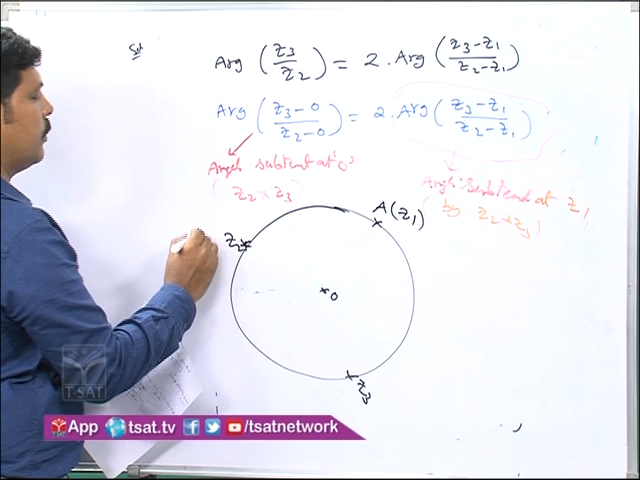 Sol
Arg (z₃/z₂) = 2. Arg (z₃-z₁/z₂-z₁)
Arg (z₃-0/z₂-0) = 2. Arg (z₃-z₁/z₂-z₁)
Angle subtent at '0'
(z₂ & z₃)
Angle subtend at z₁
(by z₂ & z₃)
A(z₁)
z₂
0
z₃
T-SAT
App tsat.tv /tsatnetwork